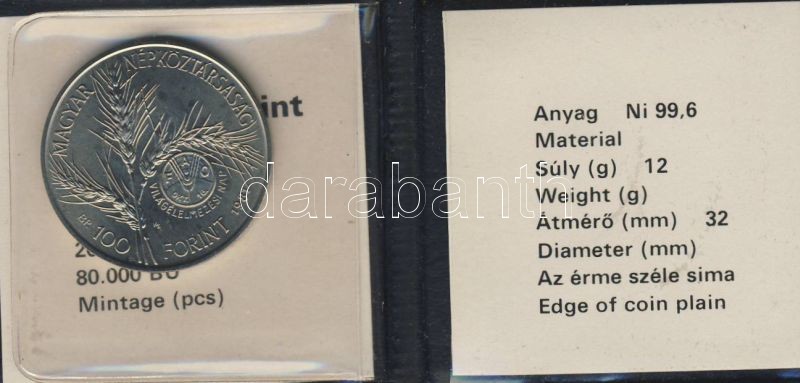 MAGYAR NÉPKÖZTÁRSASÁG
FAO
VILÁGÉLELMEZÉSI NAP
BP. 100 FORINT
int
80.000 BU
Mintage (pcs)
darabanth
Anyag Ni 99,6
Material
Súly (g) 12
Weight (g)
Átmérő (mm) 32
Diameter (mm)
Az érme széle sima
Edge of coin plain